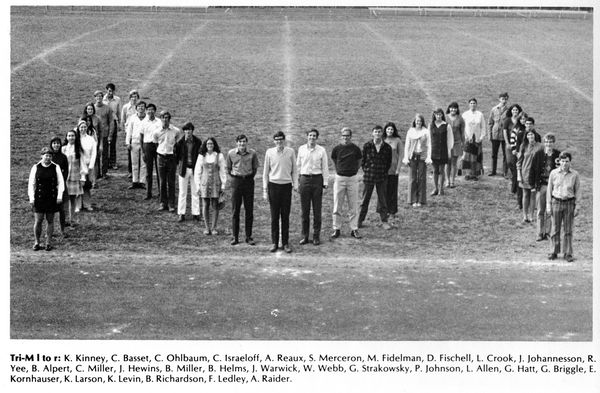 Tri-M l to r: K. Kinney, C. Basset, C. Ohlbaum, C. Israeloff, A. Reaux, S. Merceron, M. Fidelman, D. Fischell, L. Crook, J. Johannesson, R.
Yee, B. Alpert, C. Miller, J. Hewins, B. Miller, B. Helms, J. Warwick, W. Webb, G. Strakowsky, P. Johnson, L. Allen, G. Hatt, G. Briggle, E.
Kornhauser, K. Larson, K. Levin, B. Richardson, F. Ledley, A. Raider.